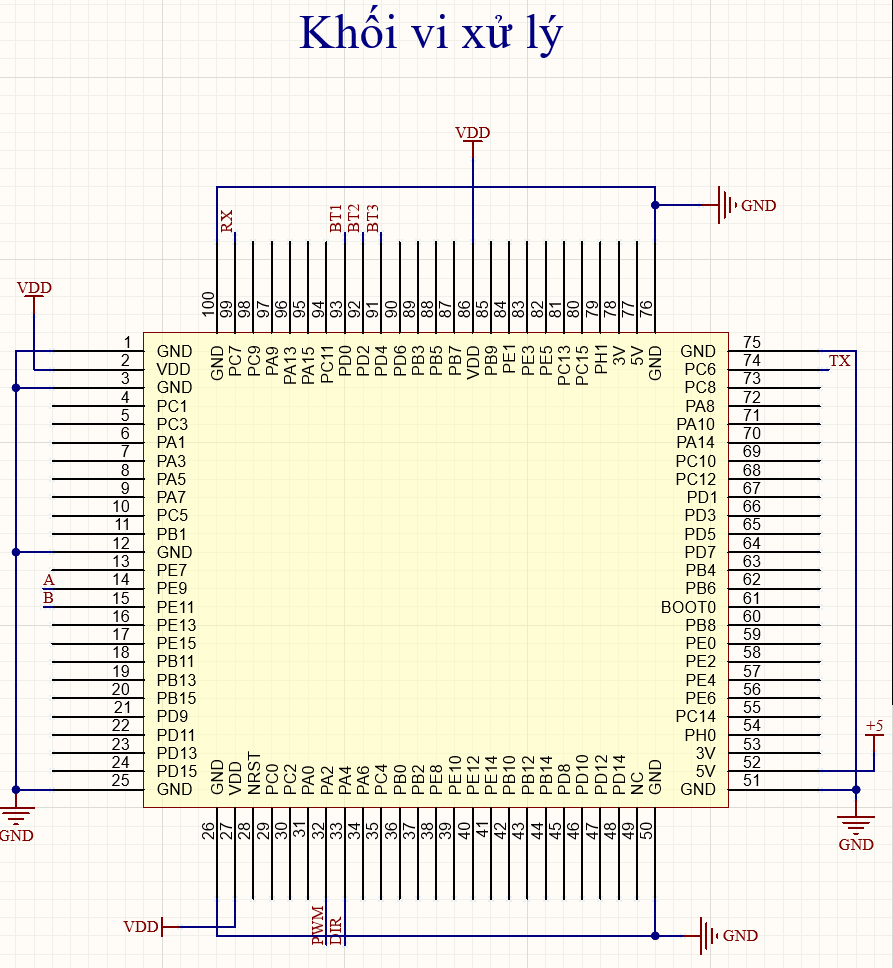 Khối vi xử lý
VDD
GND
RX
BT1
BT2
BT3
100
99
98
97
96
95
94
93
92
91
90
89
88
87
86
85
84
83
82
81
80
79
78
77
76
GND
PC7
PC9
PA9
PA13
PA15
PC11
PD0
PD2
PD4
PD6
PB3
PB5
PB7
VDD
PB9
PE1
PE3
PE5
PC13
PC15
PH1
3V
5V
GND
VDD
1 GND
2 VDD
3 GND
4 PC1
5 PC3
6 PA1
7 PA3
8 PA5
9 PA7
10 PC5
11 PB1
12 GND
13 PE7
A 14 PE9
B 15 PE11
16 PE13
17 PE15
18 PB11
19 PB13
20 PB15
21 PD9
22 PD11
23 PD13
24 PD15
25 GND
GND
GND 75
PC6 74 TX
PC8 73
PA8 72
PA10 71
PA14 70
PC10 69
PC12 68
PD1 67
PD3 66
PD5 65
PD7 64
PB4 63
PB6 62
BOOT0 61
PB8 60
PE0 59
PE2 58
PE4 57
PE6 56
PC14 55
PH0 54
3V 53
5V 52
GND 51
+5
GND
GND
VDD
NRST
PC0
PC2
PA0
PA2
PA4
PA6
PC4
PB0
PB2
PE8
PE10
PE12
PE14
PB10
PB12
PB14
PD8
PD10
PD12
PD14
NC
GND
26
27
28
29
30
31
32
33
34
35
36
37
38
39
40
41
42
43
44
45
46
47
48
49
50
VDD
PWM
DIR
GND